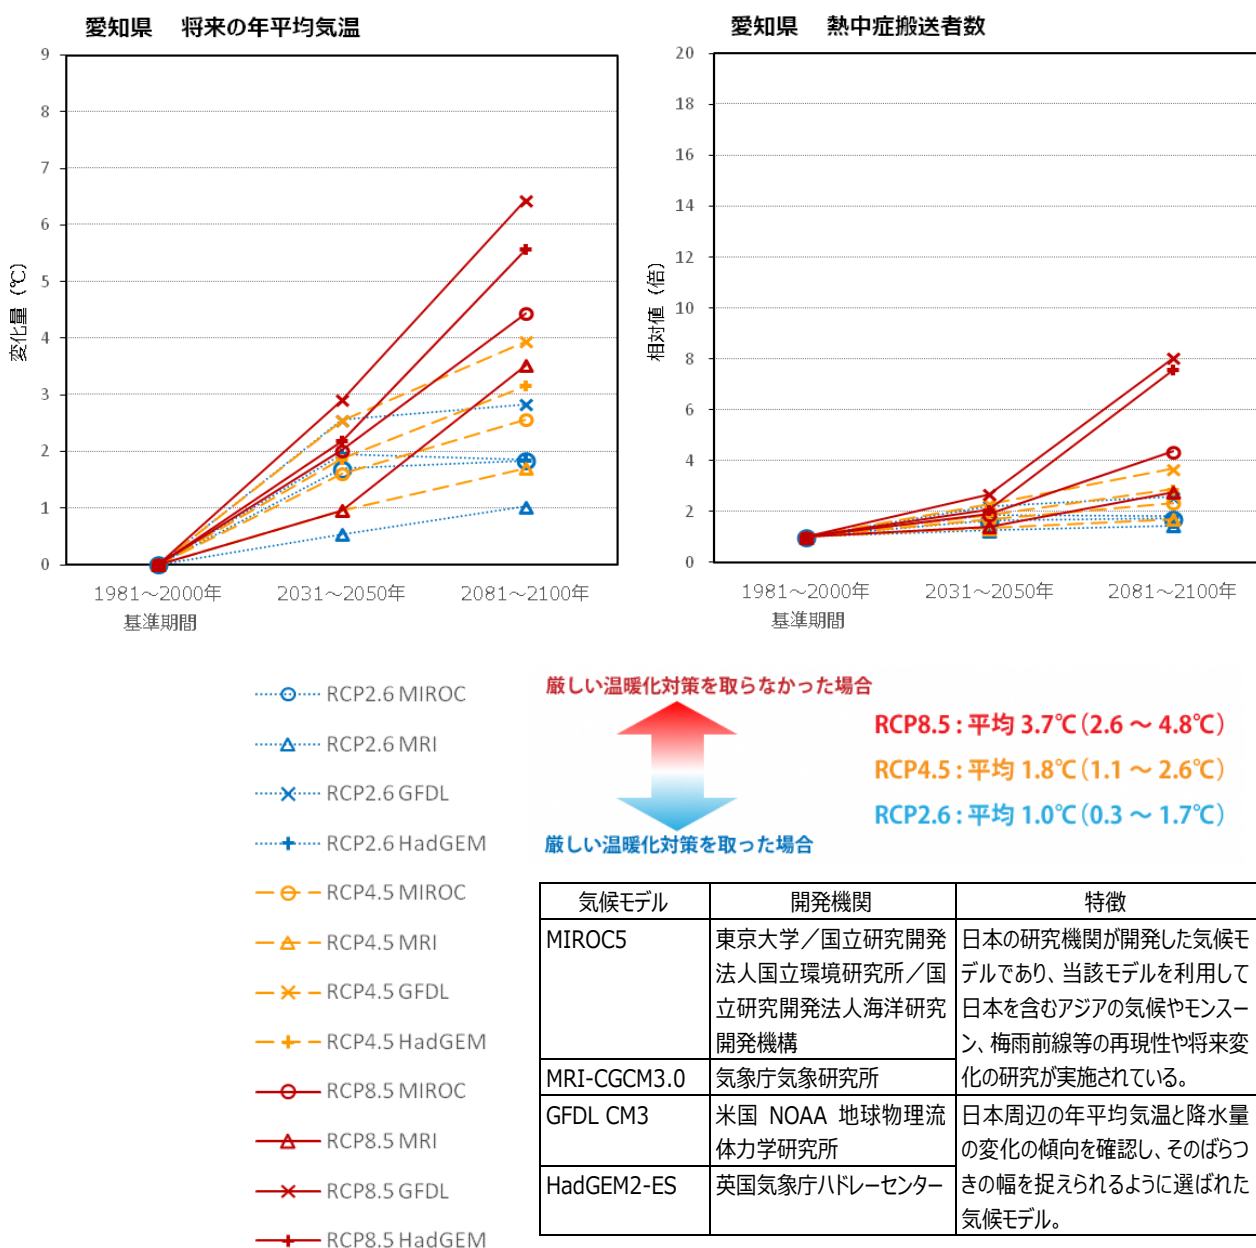 愛知県 将来の年平均気温
9
8
7
6
5
4
3
2
1
0
変化量 (℃)
1981～2000年
基準期間
2031～2050年
2081～2100年
愛知県 熱中症搬送者数
20
18
16
14
12
10
8
6
4
2
0
相対値 (倍)
1981～2000年
基準期間
2031～2050年
2081～2100年
RCP2.6 MIROC
RCP2.6 MRI
RCP2.6 GFDL
RCP2.6 HadGEM
RCP4.5 MIROC
RCP4.5 MRI
RCP4.5 GFDL
RCP4.5 HadGEM
RCP8.5 MIROC
RCP8.5 MRI
RCP8.5 GFDL
RCP8.5 HadGEM
厳しい温暖化対策を取らなかった場合
RCP8.5 : 平均 3.7℃(2.6 ～ 4.8℃)
RCP4.5 : 平均 1.8℃(1.1 ～ 2.6℃)
RCP2.6 : 平均 1.0℃(0.3 ～ 1.7℃)
厳しい温暖化対策を取った場合
気候モデル 開発機関 特徴
MIROC5
東京大学／国立研究開発
法人国立環境研究所／国
立研究開発法人海洋研究
開発機構
日本の研究機関が開発した気候モ
デルであり、当該モデルを利用して
日本を含むアジアの気候やモンスー
ン、梅雨前線等の再現性や将来変
化の研究が実施されている。
MRI-CGCM3.0 気象庁気象研究所
GFDL CM3
米国 NOAA 地球物理流
体力学研究所
日本周辺の年平均気温と降水量
の変化の傾向を確認し、そのばらつ
きの幅を捉えられるように選ばれた
気候モデル。
HadGEM2-ES 英国気象庁ハドレーセンター